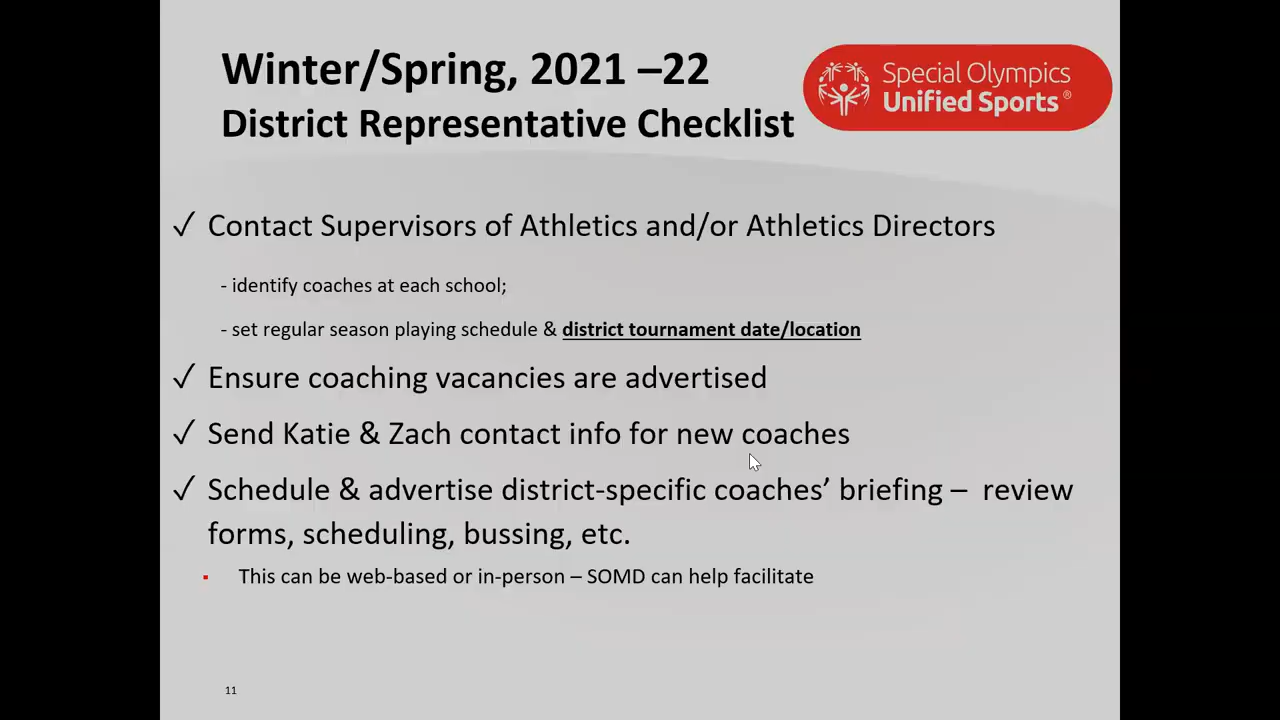 Winter/Spring, 2021 –22
District Representative Checklist
Special Olympics
Unified Sports ®
✓ Contact Supervisors of Athletics and/or Athletics Directors
- identify coaches at each school;
- set regular season playing schedule & district tournament date/location
✓ Ensure coaching vacancies are advertised
✓ Send Katie & Zach contact info for new coaches
✓ Schedule & advertise district-specific coaches’ briefing – review
forms, scheduling, bussing, etc.
▪ This can be web-based or in-person – SOMD can help facilitate
11